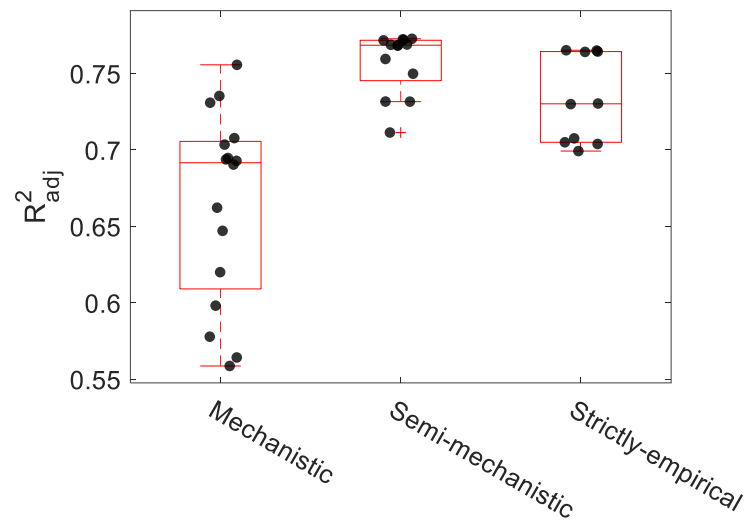 R²adj
0.75
0.7
0.65
0.6
0.55
Mechanistic
Semi-mechanistic
Strictly-empirical